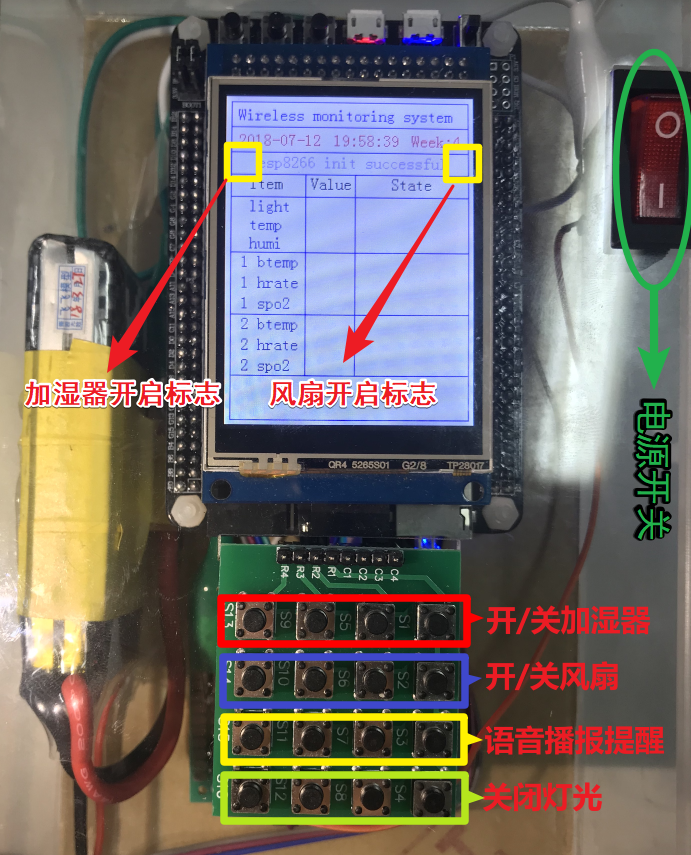 BOOT1
Wireless monitoring system
2018-07-12 19:58:39 Week:4
esp8266 init successful
Item Value State
light
temp
humi
1 btemp
1 hrate
1 spo2
2 btemp
2 hrate
2 spo2
加湿器开启标志
风扇开启标志
电源开关
QR4 5265S01 G2/8 TP28017
R4 R3 R2 R1 C1 C2 C3 C4
S13 S9 S5 S1
开/关加湿器
S14 S10 S6 S2
开/关风扇
S11 S7 S3
语音播报提醒
S12 S8 S4
关闭灯光